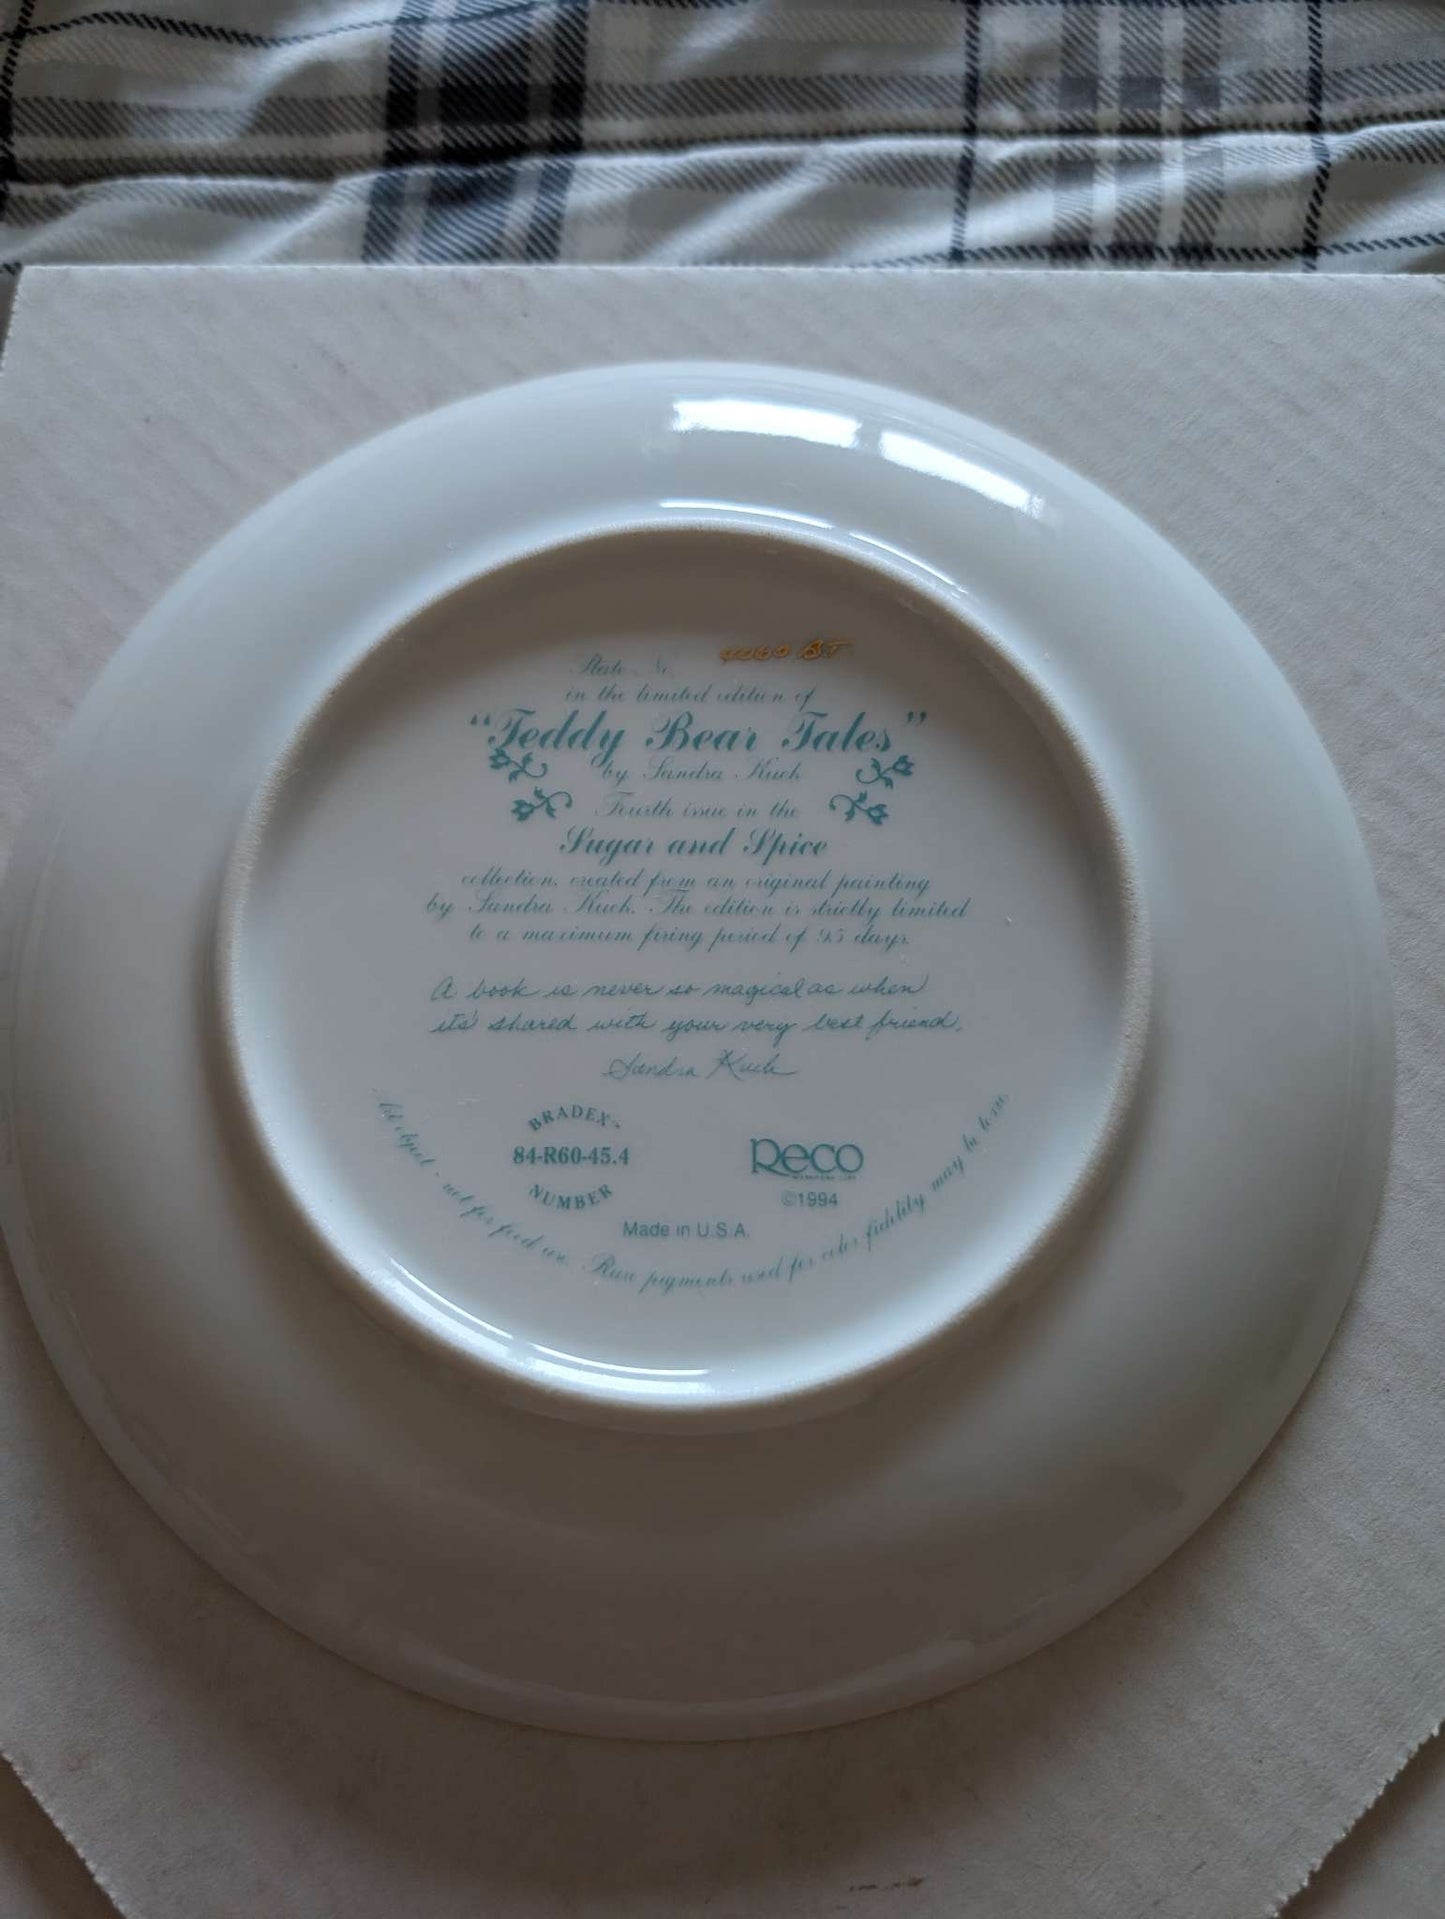 Plate No. 4060 BT
in the limited edition of
"Teddy Bear Tales"
by Sandra Kuck
Fourth issue in the
Sugar and Spice
collection, created from an original painting
by Sandra Kuck. The edition is strictly limited
to a maximum firing period of 95 days.
A book is never so magical as when
it's shared with your very best friend.
Sandra Kuck
BRADEX
84-R60-45.4
NUMBER
Reco
©1994
Made in U.S.A.
Art object - not for food use. Rare pigments used for color fidelity may be toxic.